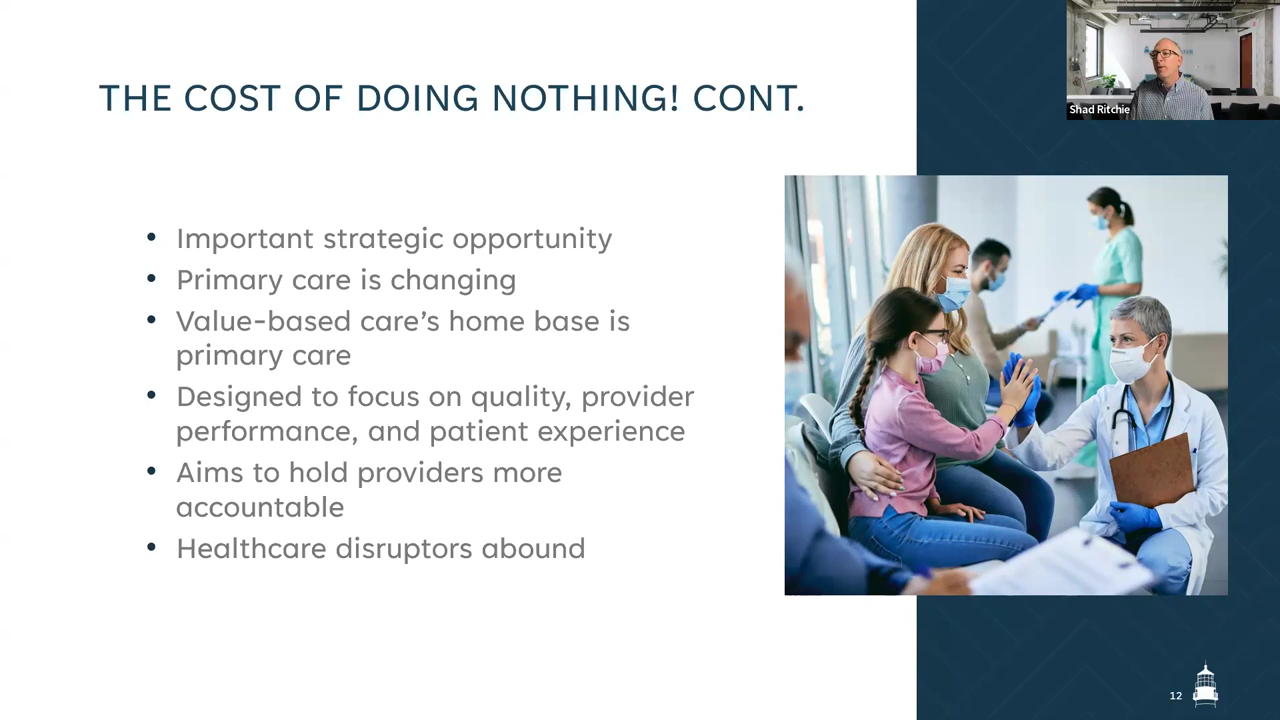 THE COST OF DOING NOTHING! CONT.
Shad Ritchie
• Important strategic opportunity
• Primary care is changing
• Value-based care's home base is
primary care
• Designed to focus on quality, provider
performance, and patient experience
• Aims to hold providers more
accountable
• Healthcare disruptors abound
12